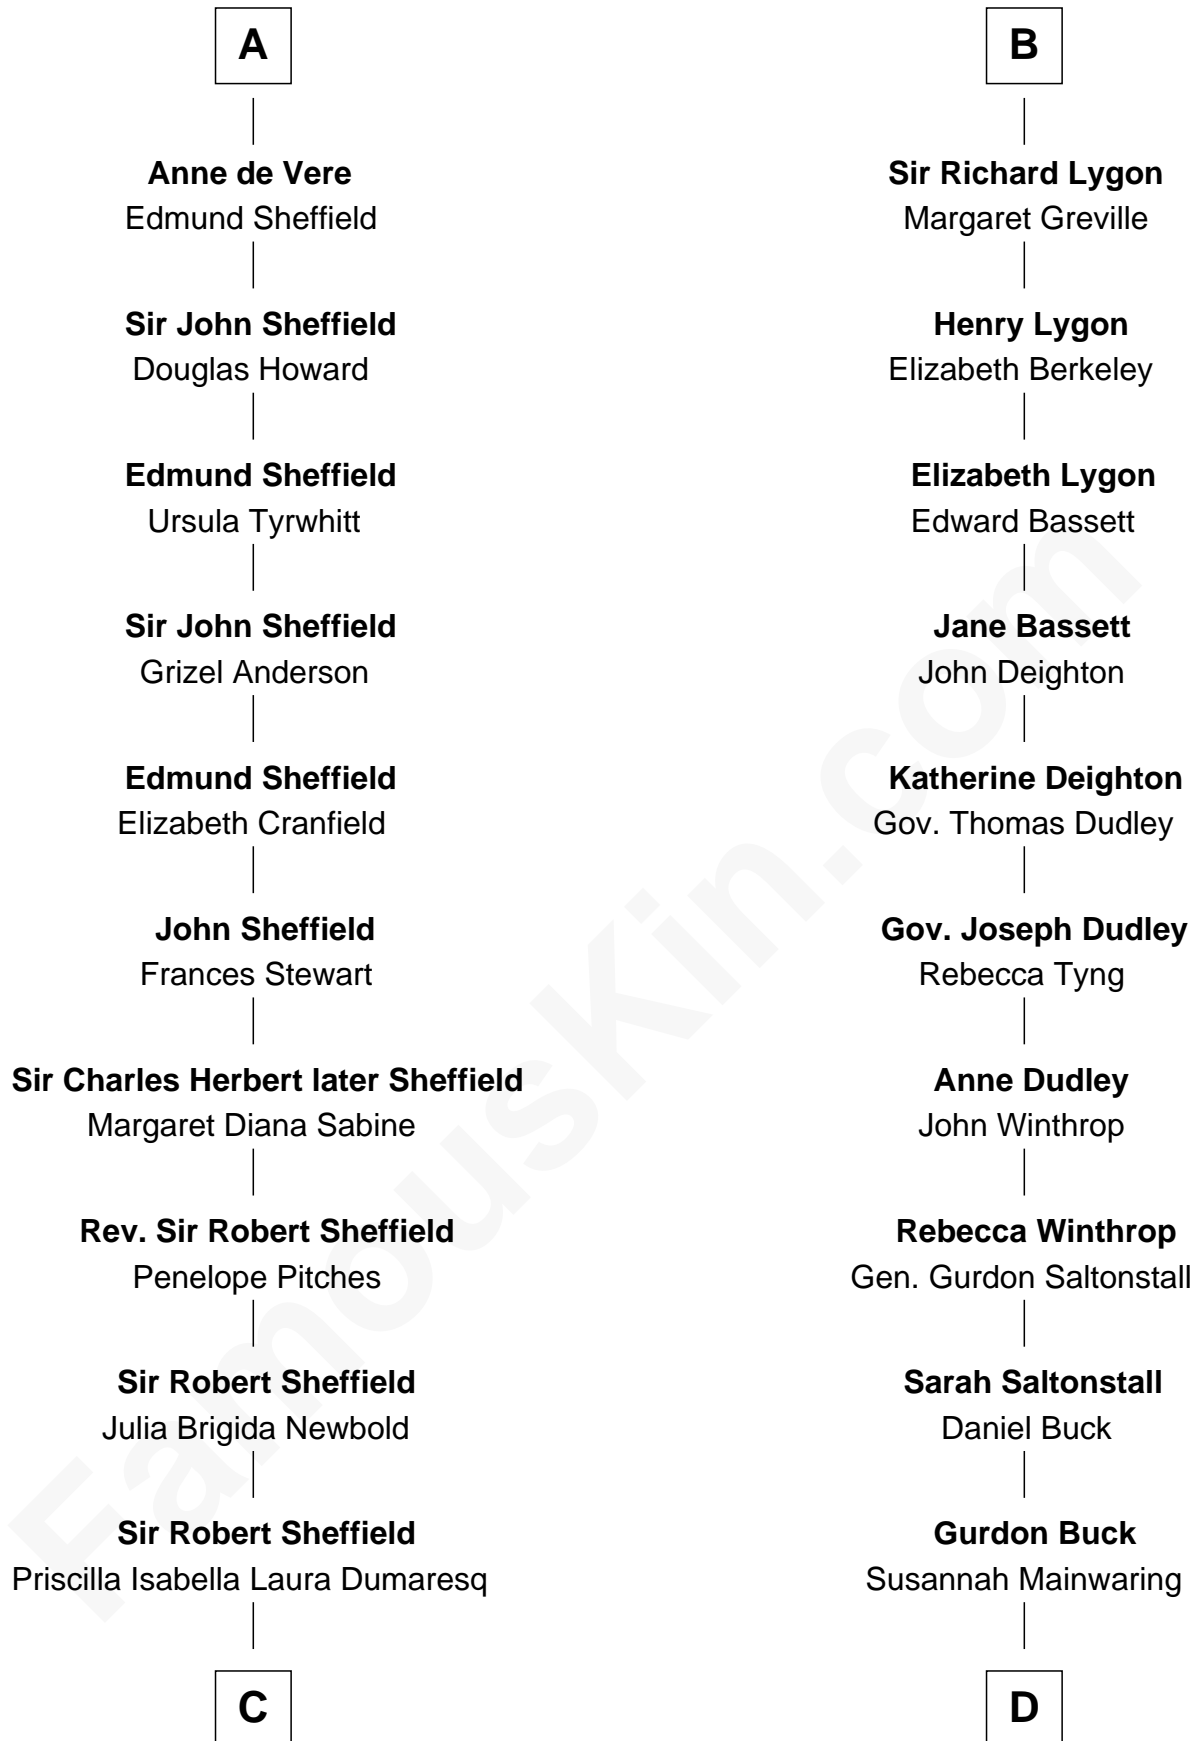 A
Anne de Vere
Edmund Sheffield
Sir John Sheffield
Douglas Howard
Edmund Sheffield
Ursula Tyrwhitt
Sir John Sheffield
Grizel Anderson
Edmund Sheffield
Elizabeth Cranfield
John Sheffield
Frances Stewart
Sir Charles Herbert later Sheffield
Margaret Diana Sabine
Rev. Sir Robert Sheffield
Penelope Pitches
Sir Robert Sheffield
Julia Brigida Newbold
Sir Robert Sheffield
Priscilla Isabella Laura Dumaresq
C
B
Sir Richard Lygon
Margaret Greville
Henry Lygon
Elizabeth Berkeley
Elizabeth Lygon
Edward Bassett
Jane Bassett
John Deighton
Katherine Deighton
Gov. Thomas Dudley
Gov. Joseph Dudley
Rebecca Tyng
Anne Dudley
John Winthrop
Rebecca Winthrop
Gen. Gurdon Saltonstall
Sarah Saltonstall
Daniel Buck
Gurdon Buck
Susannah Mainwaring
D
FamousKin.com